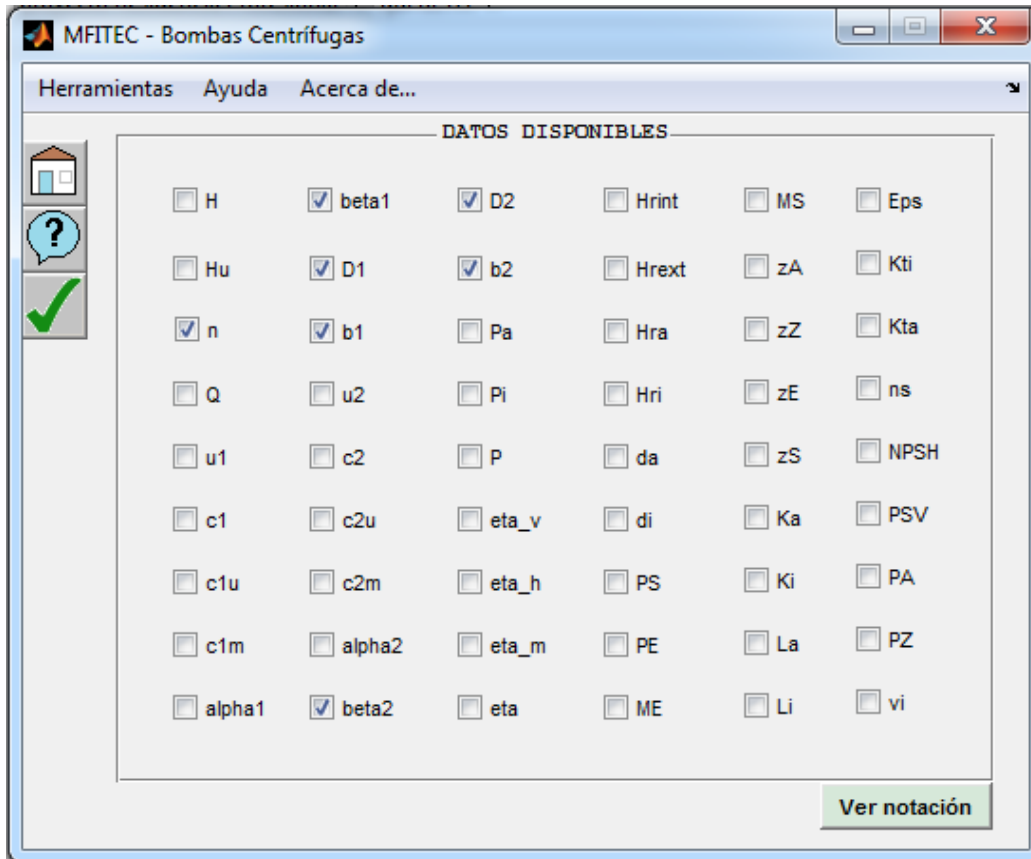 MFITEC - Bombas Centrífugas
Herramientas Ayuda Acerca de...
DATOS DISPONIBLES
H beta1 D2 Hrint MS Eps
Hu D1 b2 Hrext zA Kti
n b1 Pa Hra zZ Kta
Q u2 Pi Hri zE ns
u1 c2 P da zS NPSH
c1 c2u eta_v di Ka PSV
c1u c2m eta_h PS Ki PA
c1m alpha2 eta_m PE La PZ
alpha1 beta2 eta ME Li vi
Ver notación